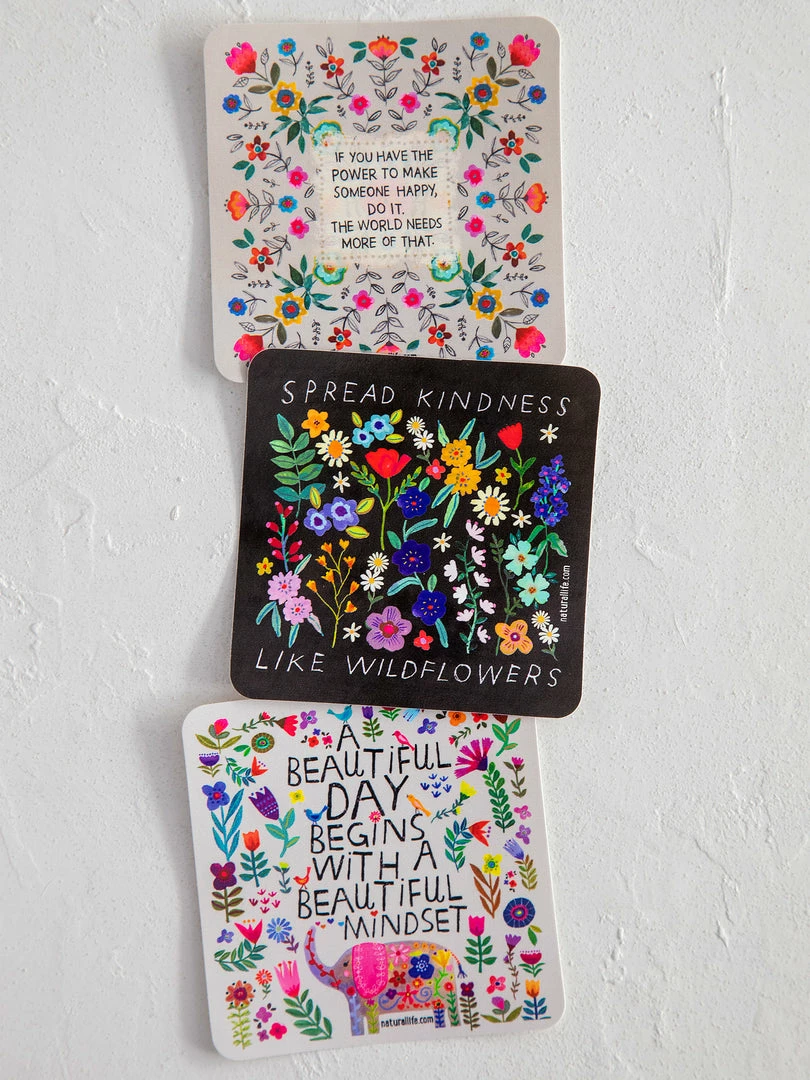 IF YOU HAVE THE
POWER TO MAKE
SOMEONE HAPPY,
DO IT.
THE WORLD NEEDS
MORE OF THAT.
SPREAD KINDNESS
naturallife.com
LIKE WILDFLOWERS
A
BEAUTIFUL
DAY
BEGINS
WITH A
BEAUTIFUL
MINDSET
naturallife.com